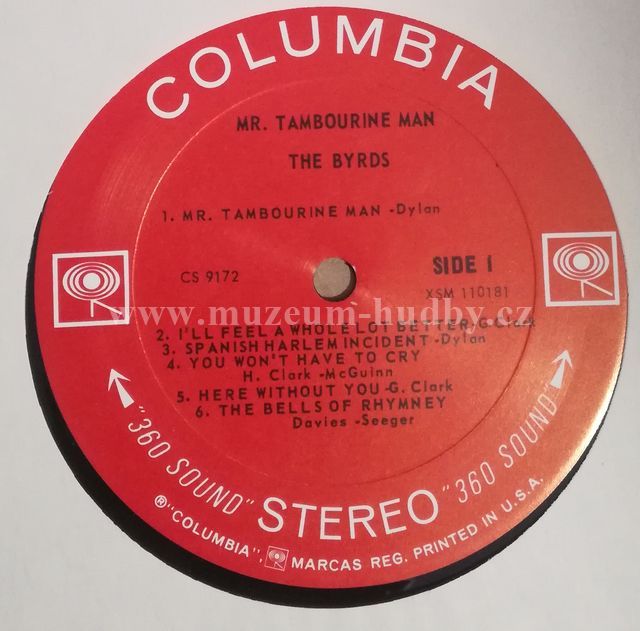 COLUMBIA
MR. TAMBOURINE MAN
THE BYRDS
1. MR. TAMBOURINE MAN -Dylan
CS 9172
SIDE 1
XSM 110181
www.muzeum-hudby.cz
2. I'LL FEEL A WHOLE LOT BETTER-G. Clark
3. SPANISH HARLEM INCIDENT -Dylan
4. YOU WON'T HAVE TO CRY
H. Clark -McGuinn
5. HERE WITHOUT YOU-G. Clark
6. THE BELLS OF RHYMNEY
Davies -Seeger
"360 SOUND" STEREO "360 SOUND"
® "COLUMBIA", MARCAS REG. PRINTED IN U.S.A.